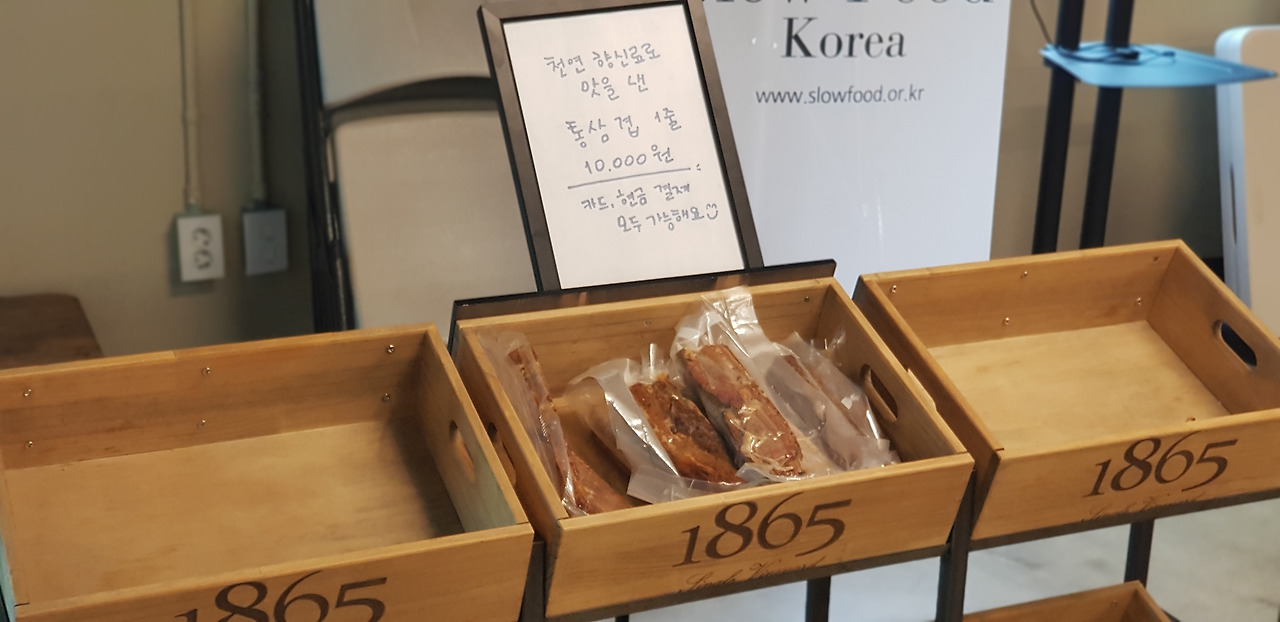 Slow Food
Korea
www.slowfood.or.kr
천연 향신료로
맛을 낸
통삼겹 1줄
10.000원
카드, 현금 결제
모두 가능해요
1865
1865
1865